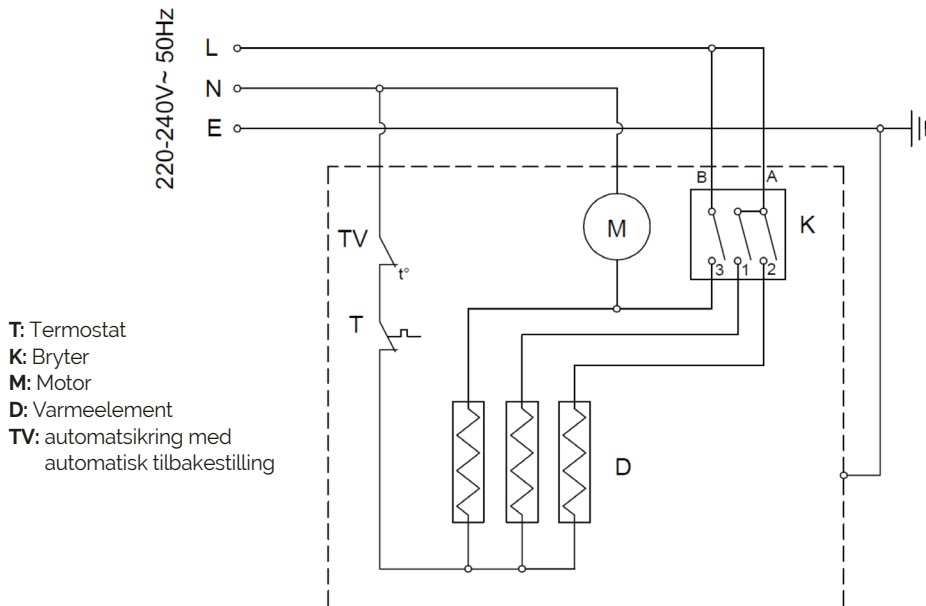 220-240V~ 50Hz
L
N
E
B
A
K
3
1
2
M
TV
t°
T
D
T: Termostat
K: Bryter
M: Motor
D: Varmeelement
TV: automatsikring med
automatisk tilbakestilling